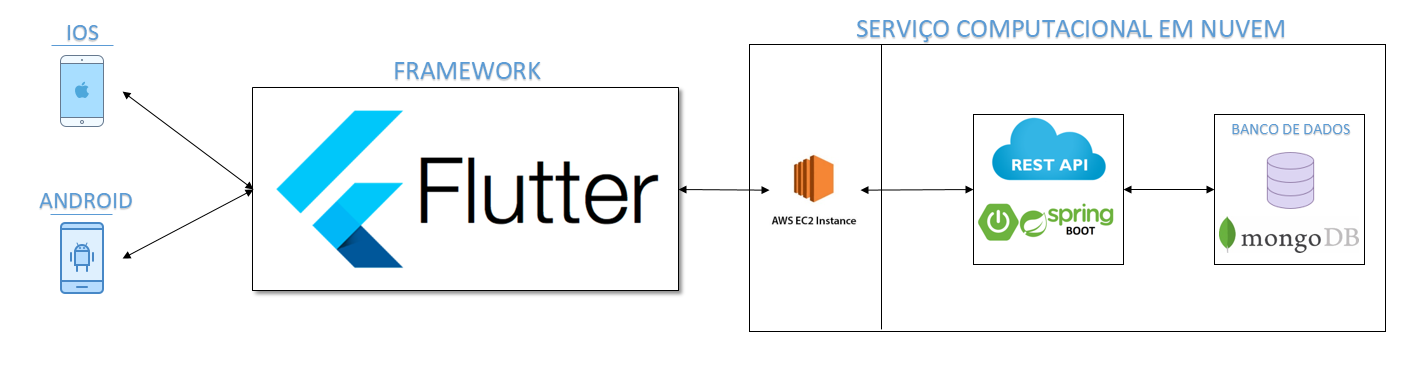 IOS
ANDROID
FRAMEWORK
Flutter
SERVIÇO COMPUTACIONAL EM NUVEM
AWS EC2 Instance
REST API
spring
BOOT
BANCO DE DADOS
mongoDB